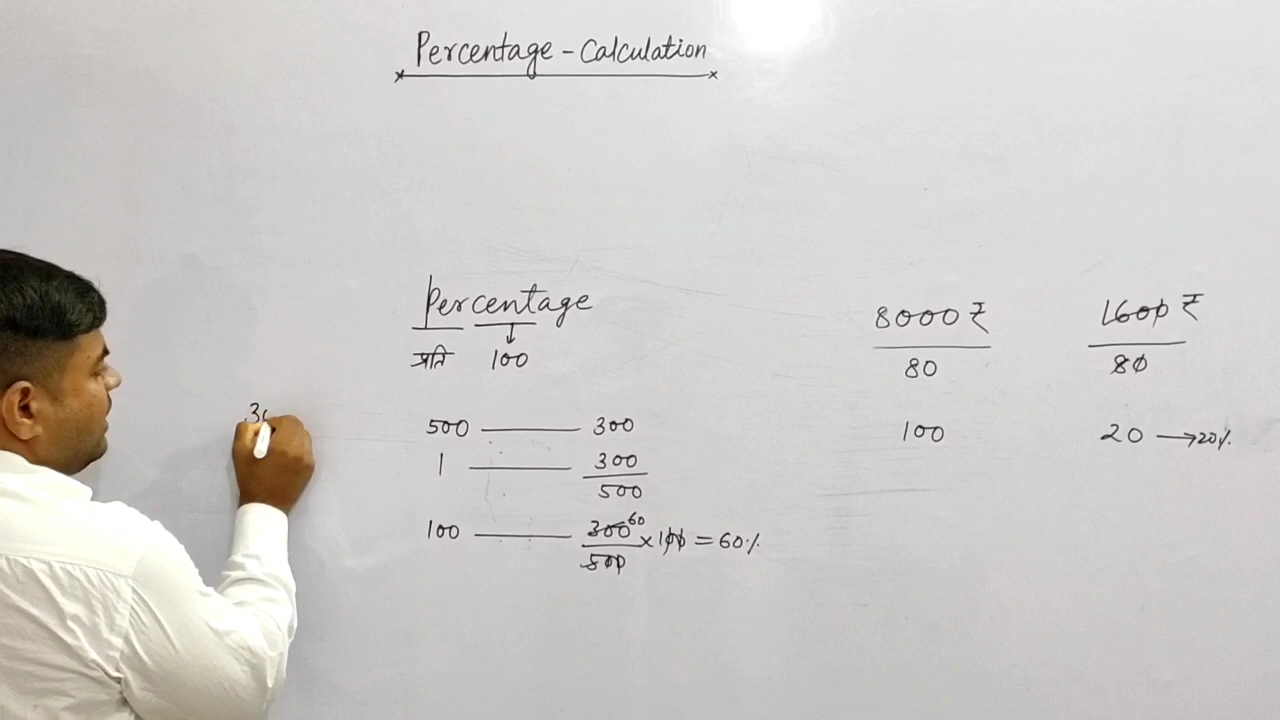 Percentage - Calculation
Percentage
प्रति 100
500 — 300
1 — 300/500
100 — 300/500 60 × 100 = 60%
8000 ₹ 1600 ₹
80 80
100 20 → 20%